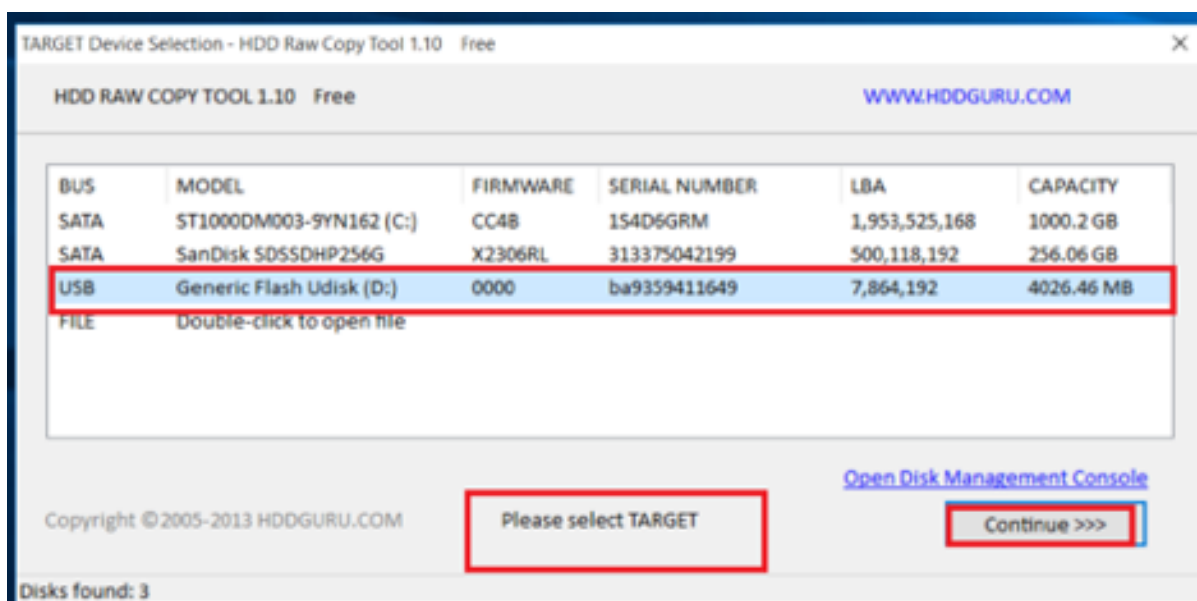 TARGET Device Selection - HDD Raw Copy Tool 1.10 Free
HDD RAW COPY TOOL 1.10 Free WWW.HDDGURU.COM
BUS MODEL FIRMWARE SERIAL NUMBER LBA CAPACITY
SATA ST1000DM003-9YN162 (C:) CC4B 1S4D6GRM 1,953,525,168 1000.2 GB
SATA SanDisk SDSSDHP256G X2306RL 313375042199 500,118,192 256.06 GB
USB Generic Flash Udisk (D:) 0000 ba9359411649 7,864,192 4026.46 MB
FILE Double-click to open file
Open Disk Management Console
Copyright © 2005-2013 HDDGURU.COM Please select TARGET Continue >>>
Disks found: 3